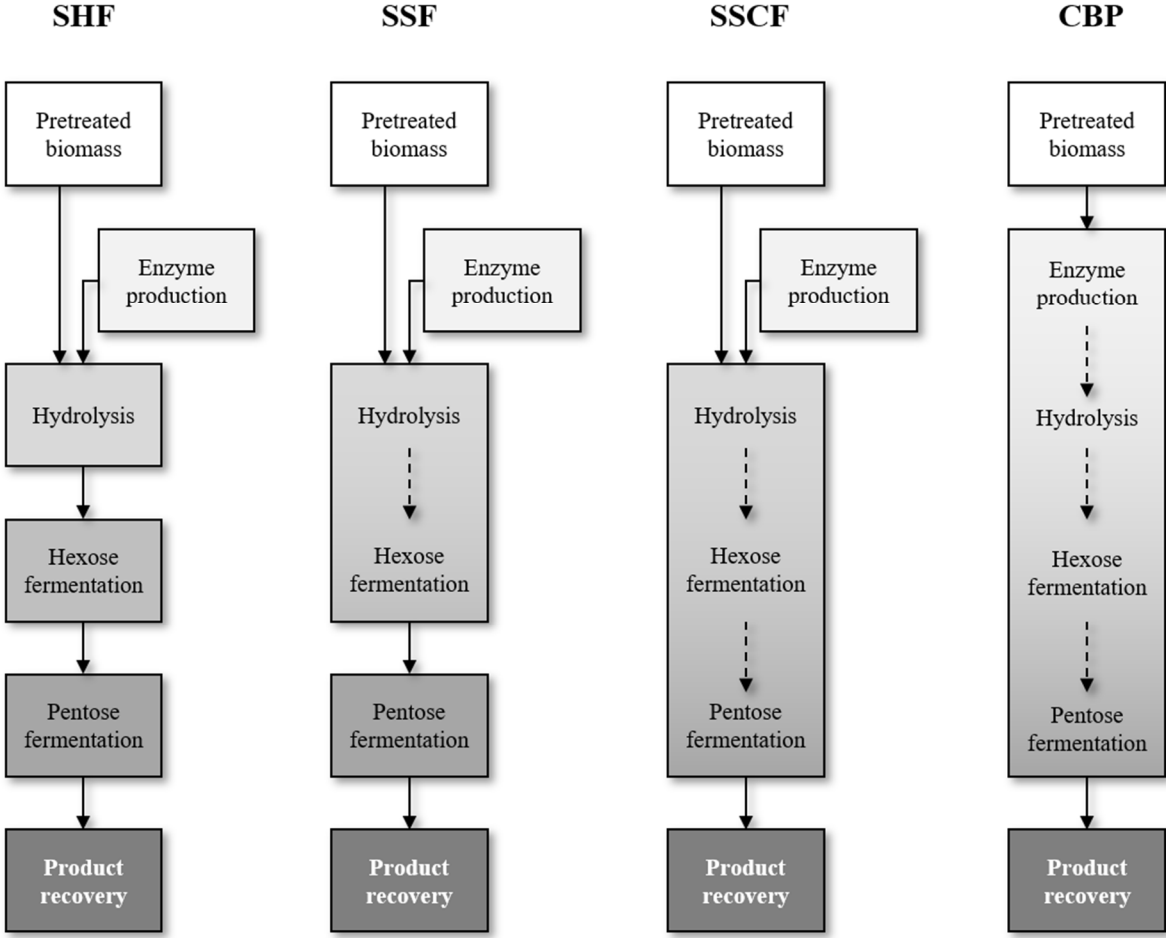 SHF
Pretreated
biomass
Enzyme
production
Hydrolysis
Hexose
fermentation
Pentose
fermentation
Product
recovery
SSF
Pretreated
biomass
Enzyme
production
Hydrolysis
Hexose
fermentation
Pentose
fermentation
Product
recovery
SSCF
Pretreated
biomass
Enzyme
production
Hydrolysis
Hexose
fermentation
Pentose
fermentation
Product
recovery
CBP
Pretreated
biomass
Enzyme
production
Hydrolysis
Hexose
fermentation
Pentose
fermentation
Product
recovery